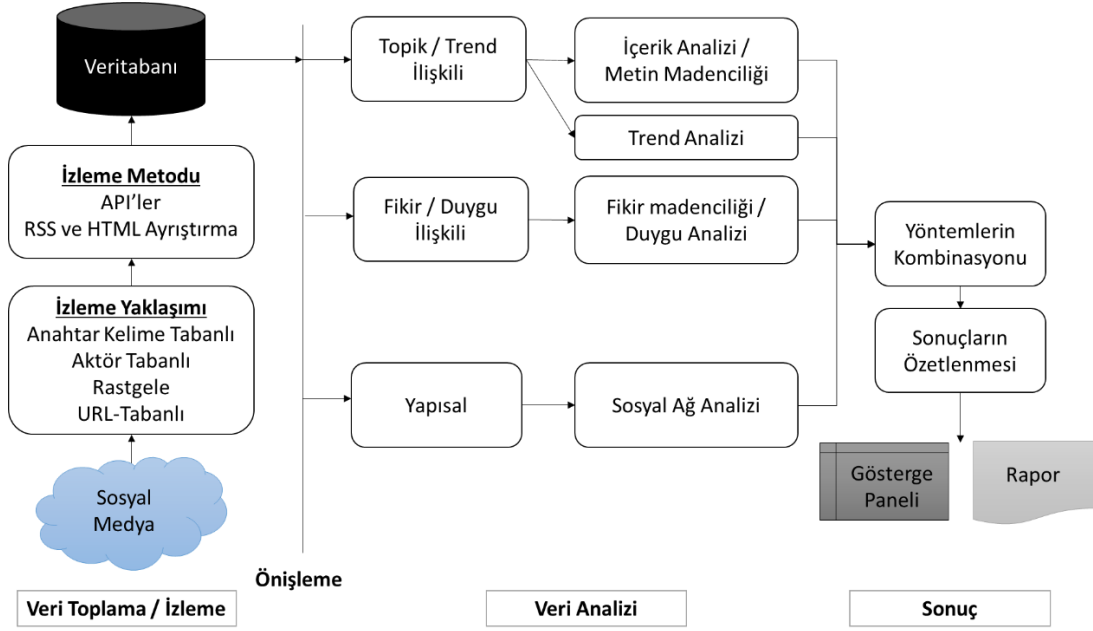 Veritabanı
İzleme Metodu
API'ler
RSS ve HTML Ayrıştırma
İzleme Yaklaşımı
Anahtar Kelime Tabanlı
Aktör Tabanlı
Rastgele
URL-Tabanlı
Sosyal
Medya
Veri Toplama / İzleme
Önişleme
Topik / Trend
İlişkili
Fikir / Duygu
İlişkili
Yapısal
İçerik Analizi /
Metin Madenciliği
Trend Analizi
Fikir madenciliği /
Duygu Analizi
Sosyal Ağ Analizi
Veri Analizi
Yöntemlerin
Kombinasyonu
Sonuçların
Özetlenmesi
Gösterge
Paneli
Rapor
Sonuç